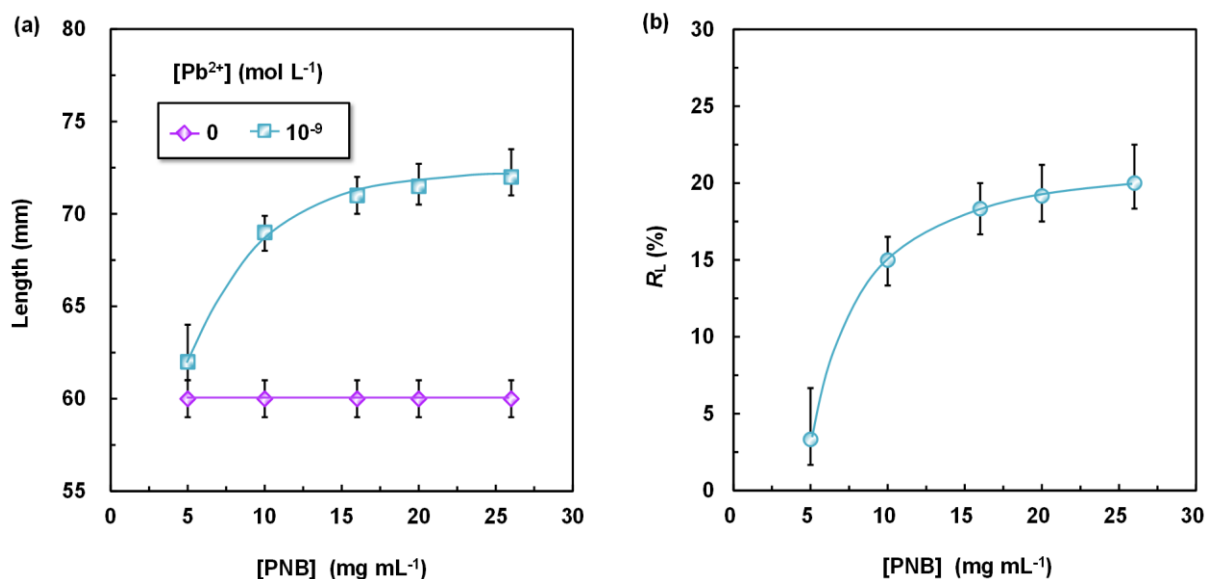 (a)
80
75
70
65
60
55
Length (mm)
[Pb²⁺] (mol L⁻¹)
0 10⁻⁹
0 5 10 15 20 25 30
[PNB] (mg mL⁻¹)
(b)
30
25
20
15
10
5
0
R_L (%)
0 5 10 15 20 25 30
[PNB] (mg mL⁻¹)